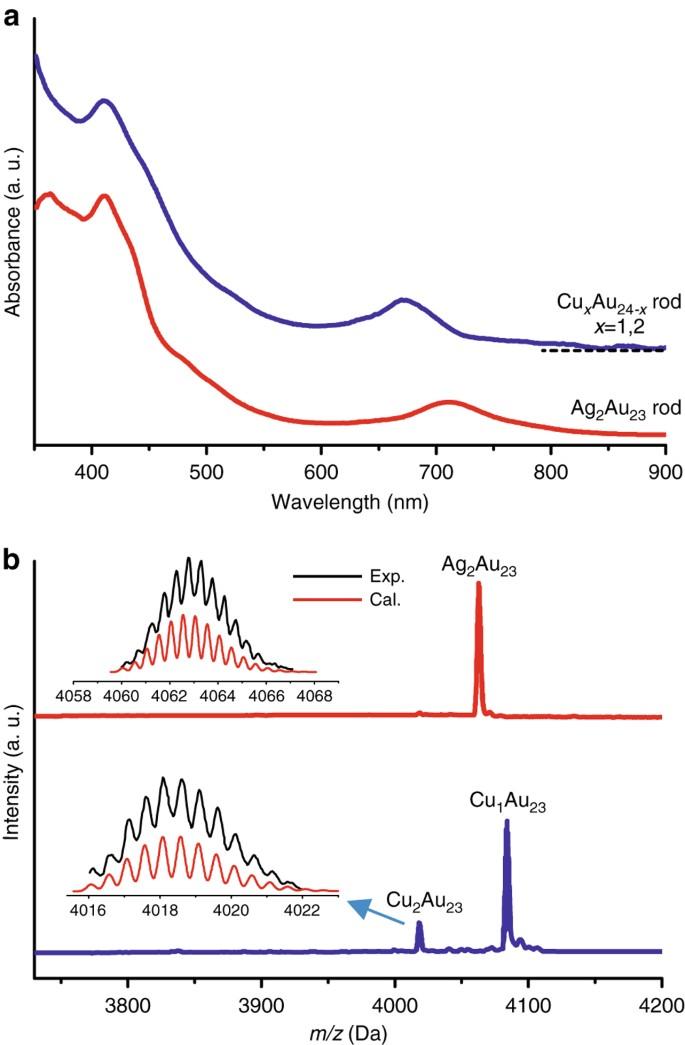 a
Absorbance (a. u.)
CuₓAu₂₄₋ₓ rod
x=1,2
Ag₂Au₂₃ rod
400 500 600 700 800 900
Wavelength (nm)
b
Intensity (a. u.)
Ag₂Au₂₃
Exp.
Cal.
4058 4060 4062 4064 4066 4068
Cu₁Au₂₃
Cu₂Au₂₃
4016 4018 4020 4022
3800 3900 4000 4100 4200
m/z (Da)